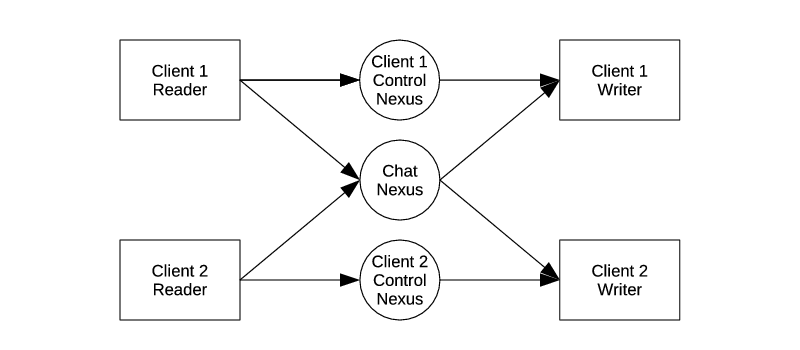 Client 1
Reader
Client 1
Control
Nexus
Client 1
Writer
Chat
Nexus
Client 2
Reader
Client 2
Control
Nexus
Client 2
Writer